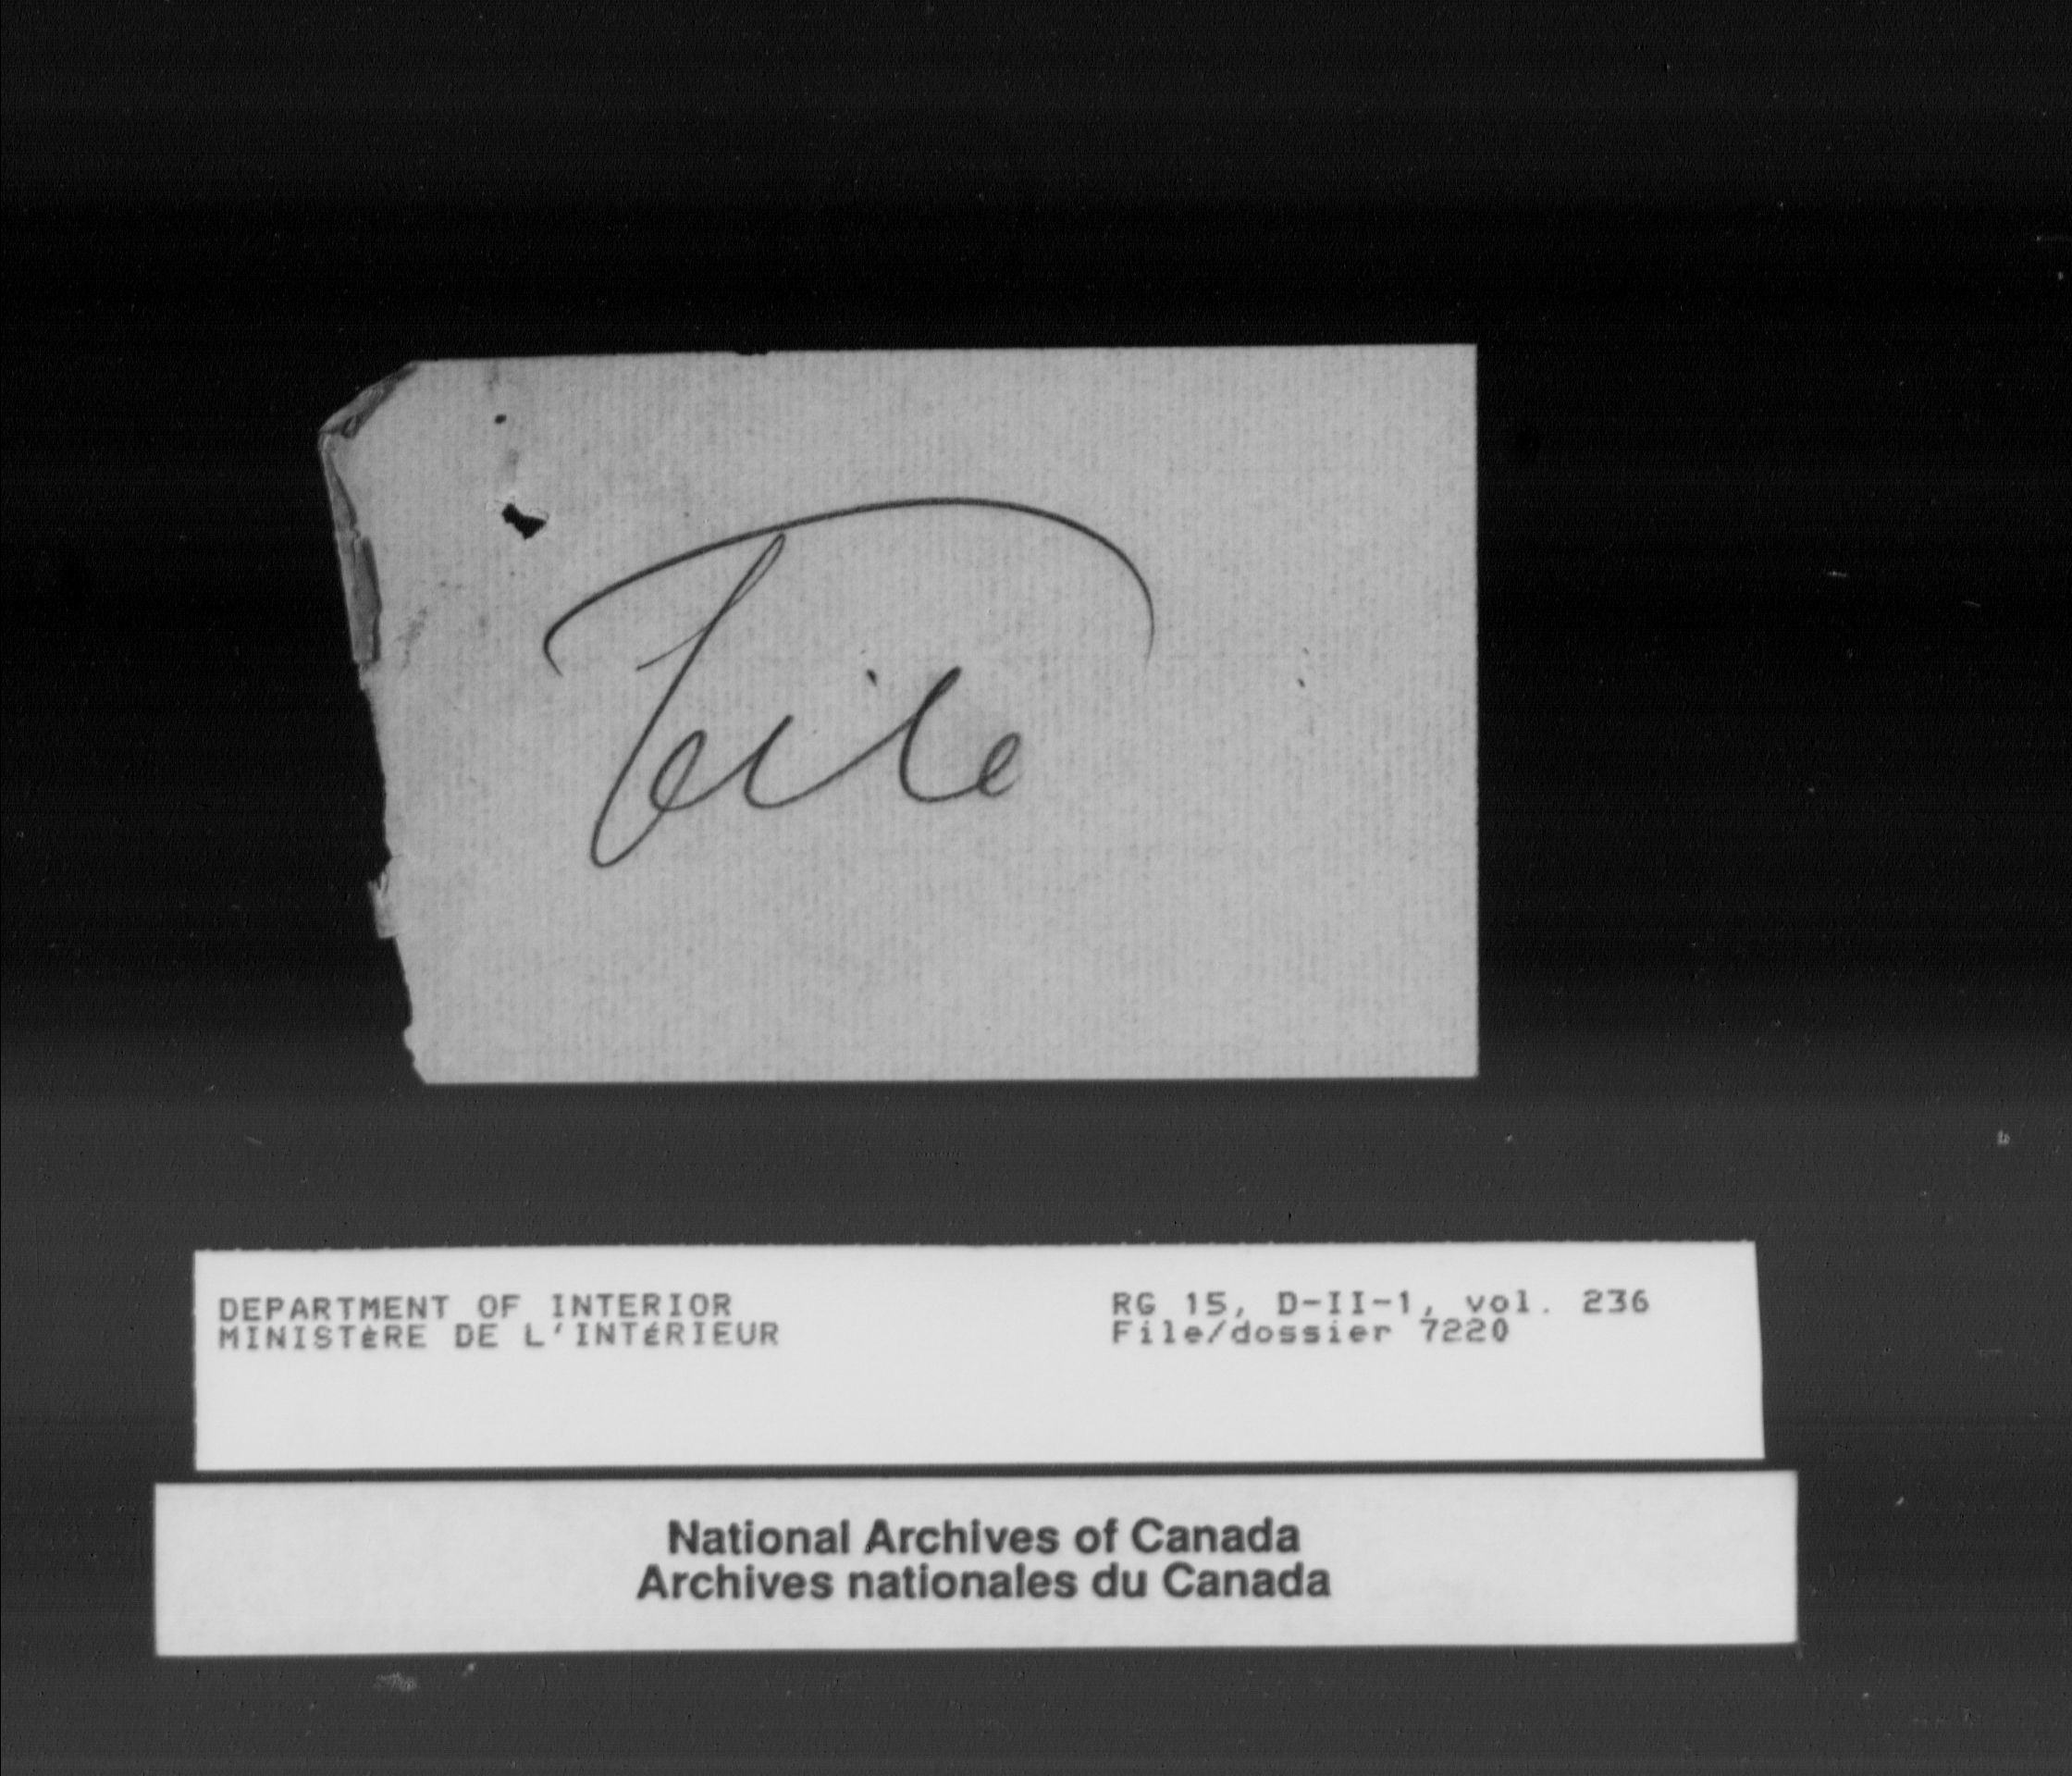 File
DEPARTMENT OF INTERIOR
MINISTÈRE DE L'INTÉRIEUR
RG 15, D-II-1, vol. 236
File/dossier 7220
National Archives of Canada
Archives nationales du Canada